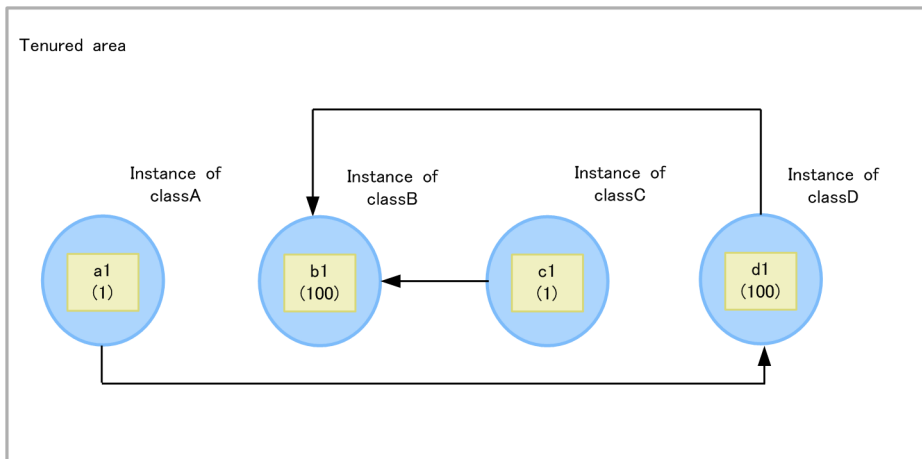 Tenured area
Instance of
classA
Instance of
classB
Instance of
classC
Instance of
classD
a1
(1)
b1
(100)
c1
(1)
d1
(100)